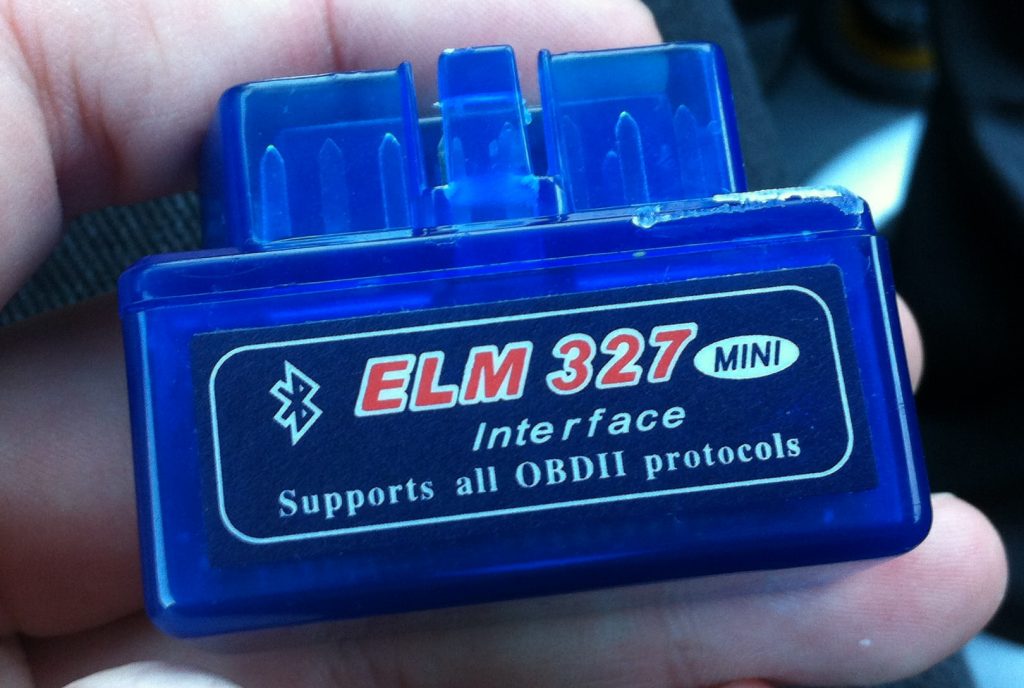 ELM 327 MINI
Interface
Supports all OBDII protocols